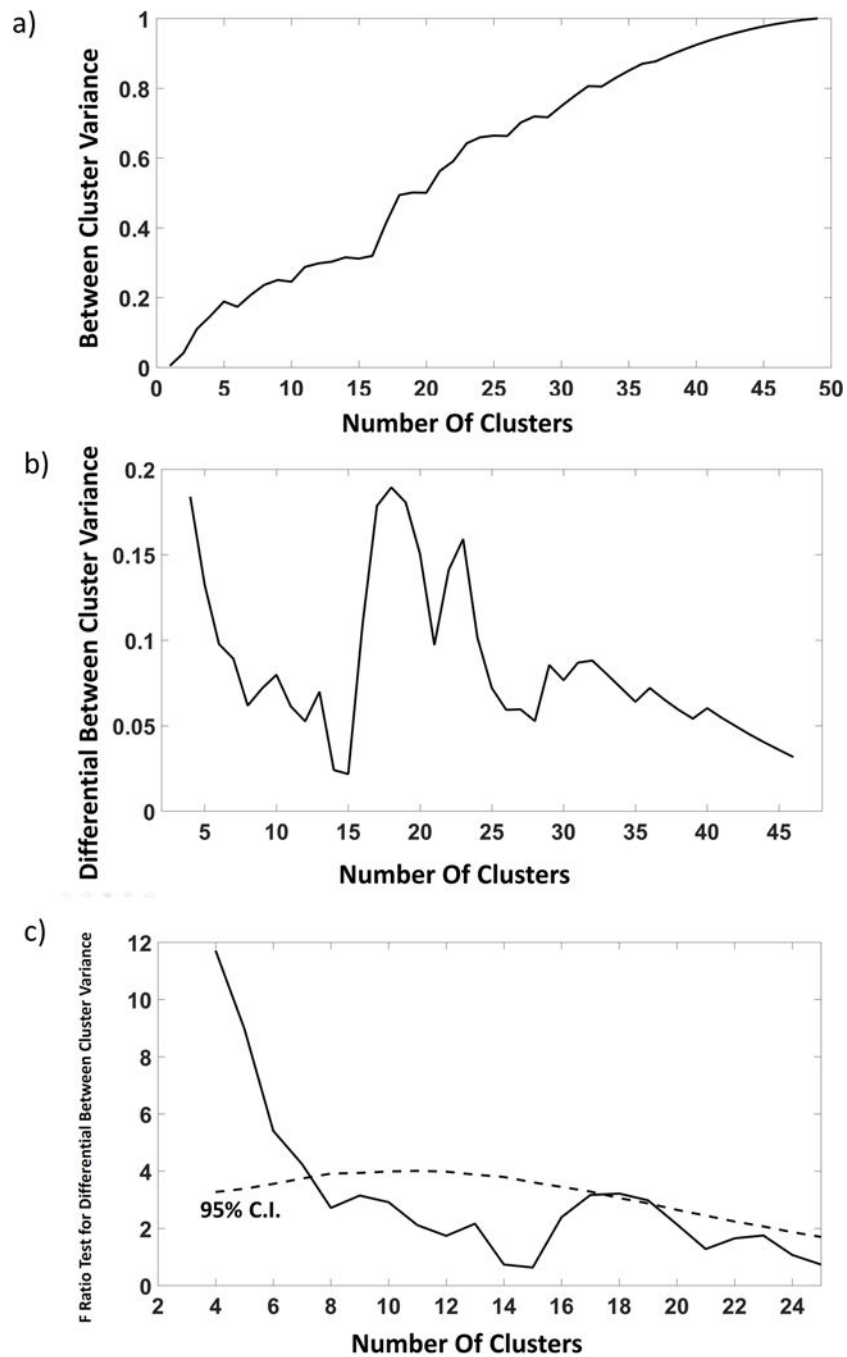 a)
Between Cluster Variance
1
0.8
0.6
0.4
0.2
0
0 5 10 15 20 25 30 35 40 45 50
Number Of Clusters
b)
Differential Between Cluster Variance
0.2
0.15
0.1
0.05
0
5 10 15 20 25 30 35 40 45
Number Of Clusters
c)
F Ratio Test for Differential Between Cluster Variance
12
10
8
6
4
2
0
95% C.I.
2 4 6 8 10 12 14 16 18 20 22 24
Number Of Clusters